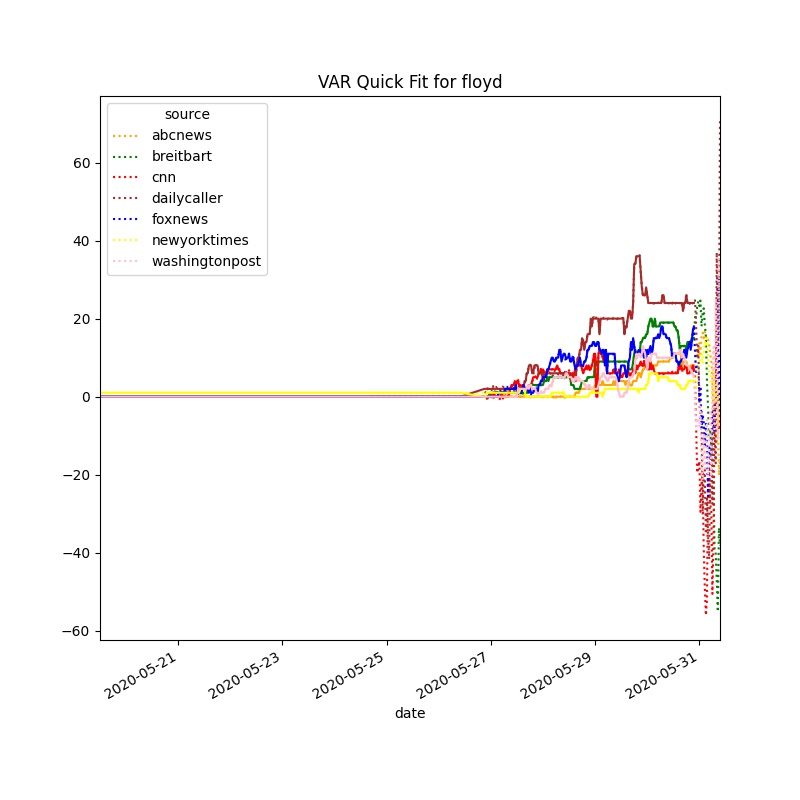 VAR Quick Fit for floyd
source
abcnews
breitbart
cnn
dailycaller
foxnews
newyorktimes
washingtonpost
60
40
20
0
−20
−40
−60
2020-05-21
2020-05-23
2020-05-25
2020-05-27
2020-05-29
2020-05-31
date